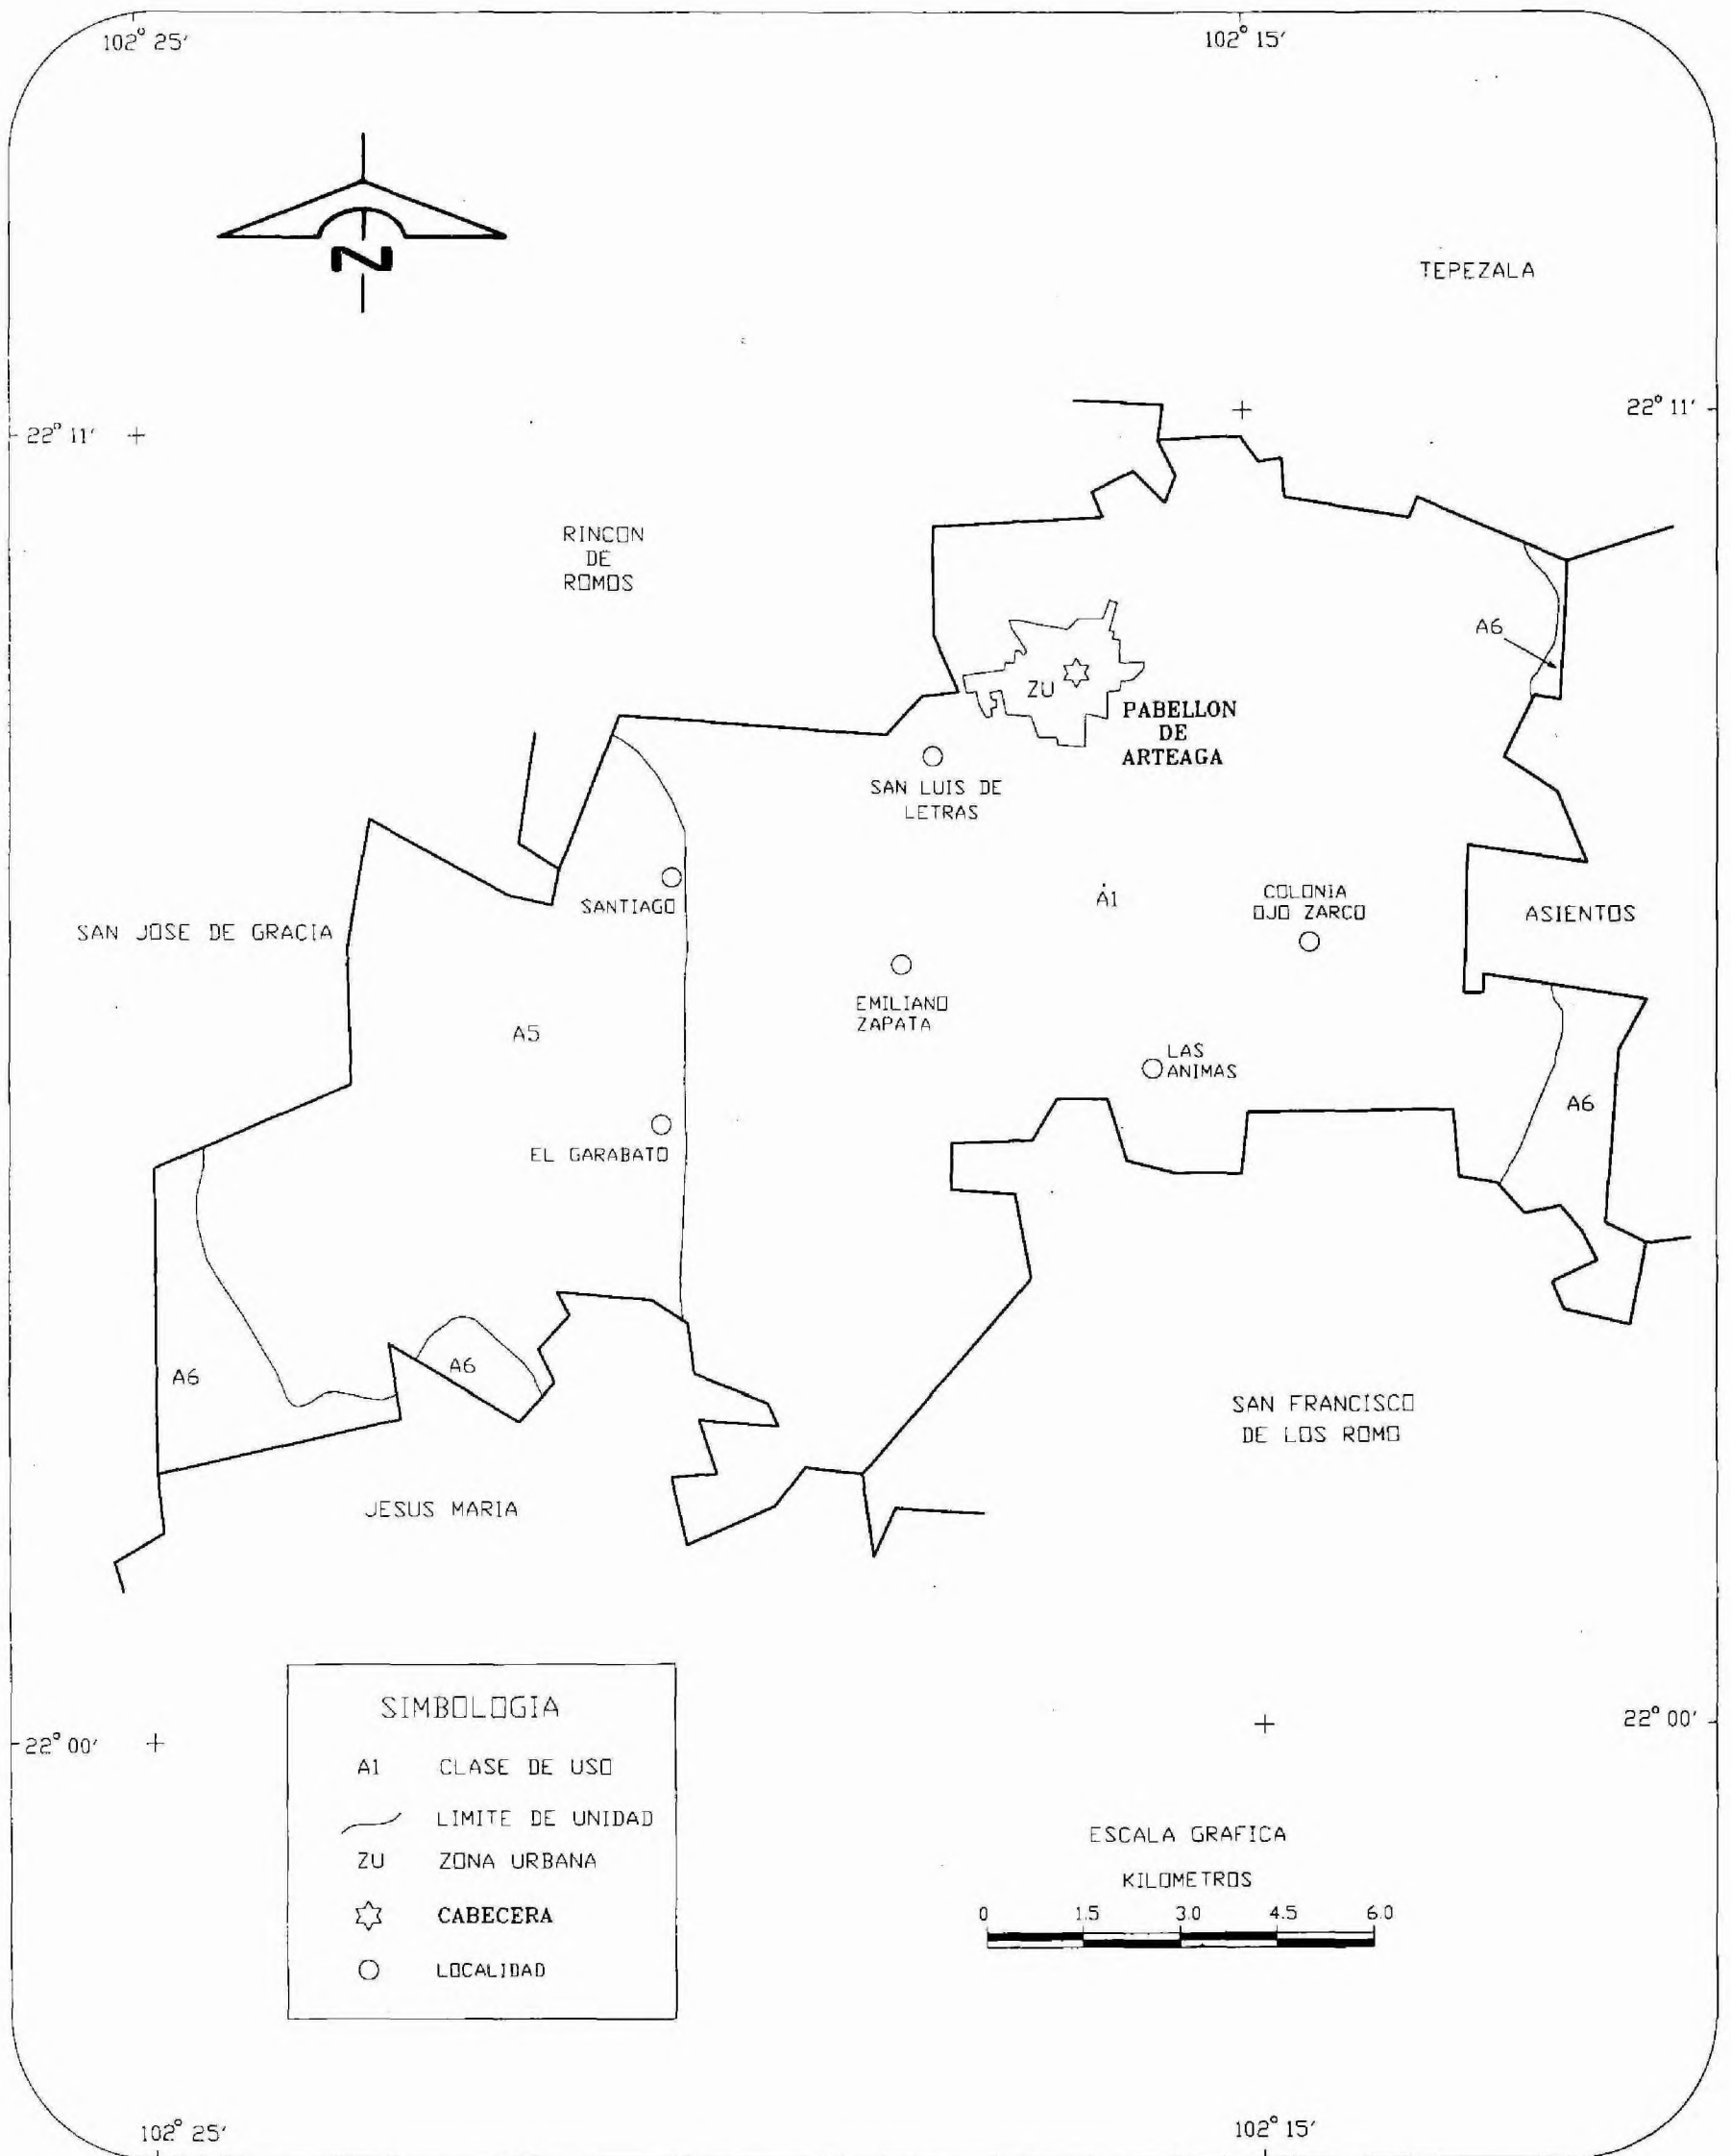 102° 25′
102° 15′
N
TEPEZALA
22° 11′
22° 11′
RINCON
DE
ROMOS
A6
ZU
PABELLON
DE
ARTEAGA
SAN LUIS DE
LETRAS
SANTIAGO
A1
COLONIA
OJO ZARCO
ASIENTOS
SAN JOSE DE GRACIA
EMILIANO
ZAPATA
A5
LAS
ANIMAS
A6
EL GARABATO
A6
A6
SAN FRANCISCO
DE LOS ROMO
JESUS MARIA
SIMBOLOGIA
A1 CLASE DE USO
LIMITE DE UNIDAD
ZU ZONA URBANA
CABECERA
LOCALIDAD
22° 00′
22° 00′
ESCALA GRAFICA
KILOMETROS
0 1.5 3.0 4.5 6.0
102° 25′
102° 15′